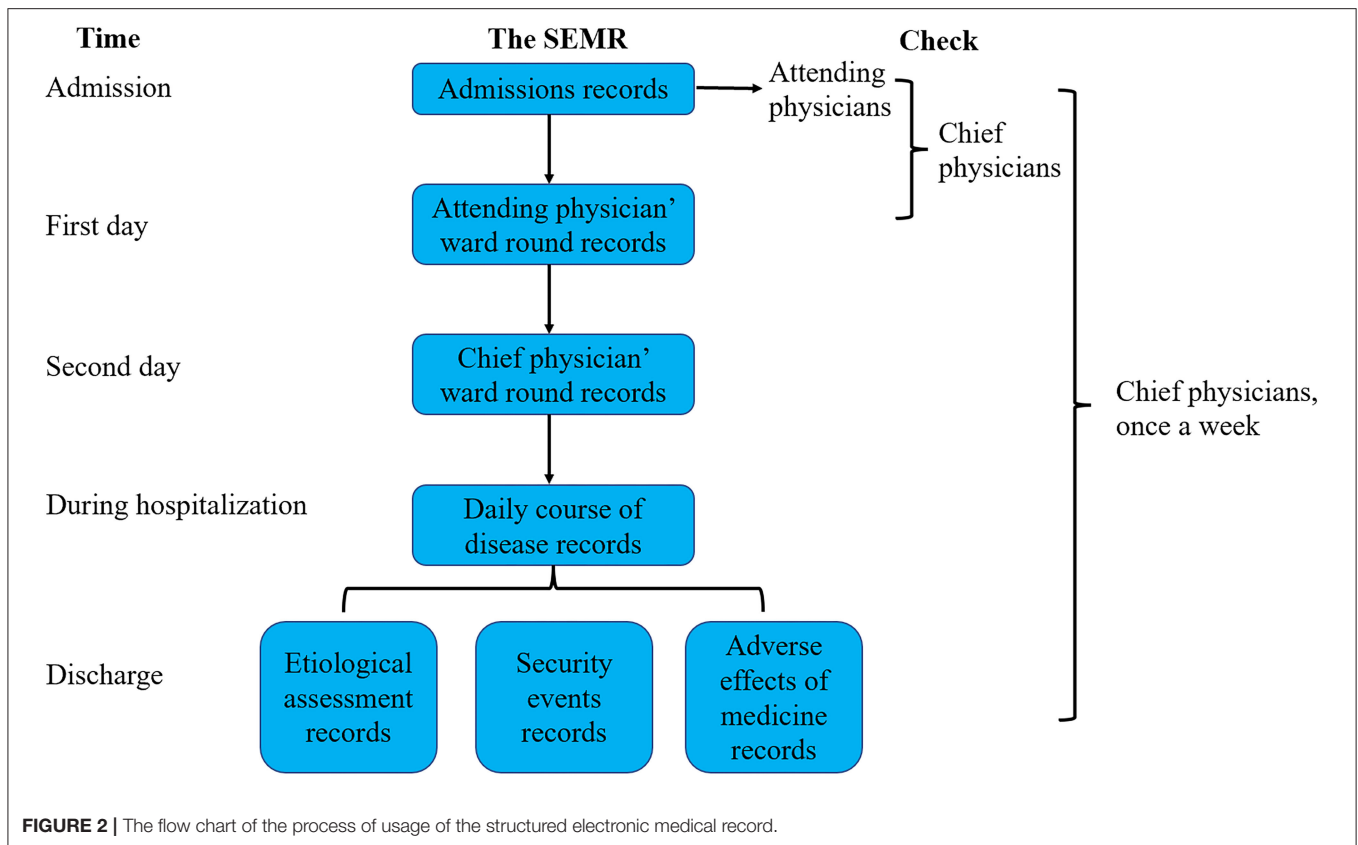 Time
The SEMR
Check
Admission
Admissions records
Attending
physicians
Chief
physicians
First day
Attending physician’
ward round records
Second day
Chief physician’
ward round records
Chief physicians,
once a week
During hospitalization
Daily course of
disease records
Discharge
Etiological
assessment
records
Security
events
records
Adverse
effects of
medicine
records
FIGURE 2 | The flow chart of the process of usage of the structured electronic medical record.